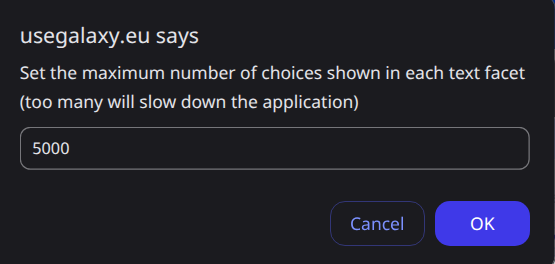 usegalaxy.eu says
Set the maximum number of choices shown in each text facet
(too many will slow down the application)
5000
Cancel
OK